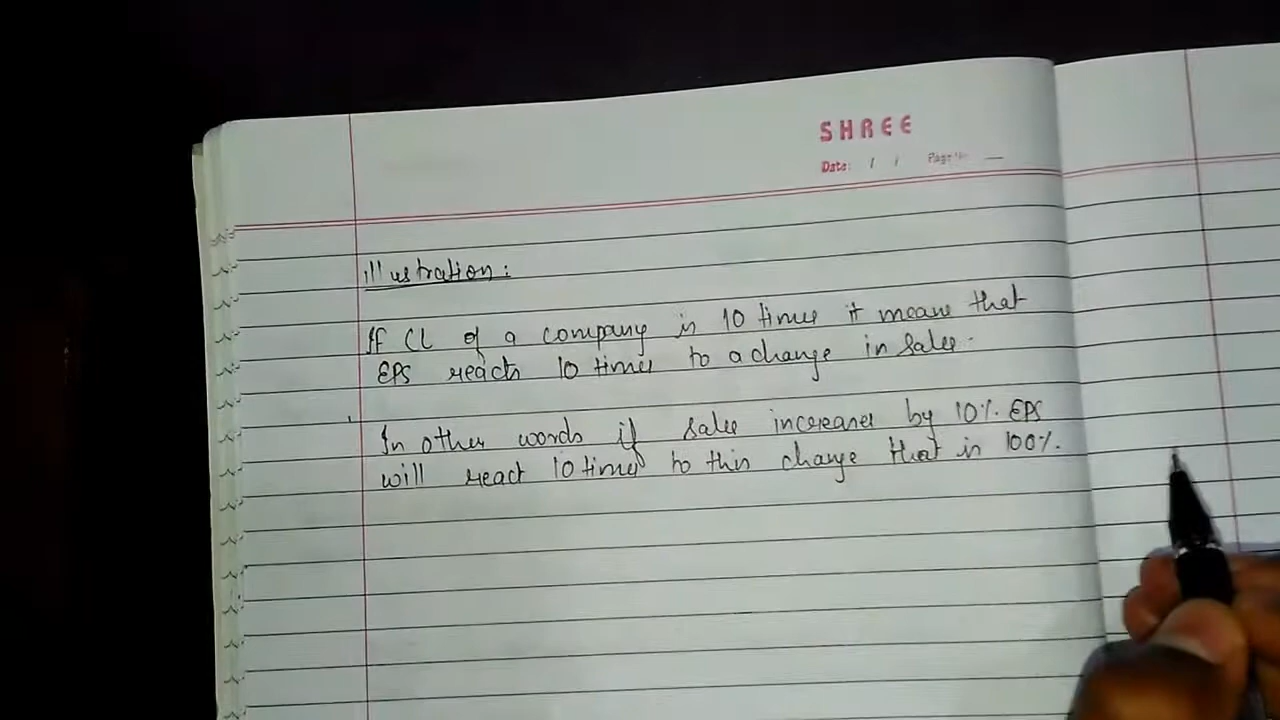 SHREE
Date: / / Page No. —
illustration:
If CL of a company is 10 times it means that
EPS reacts 10 times to a change in sales.
In other words if sales increases by 10%. EPS
will react 10 times to this change that is 100%.